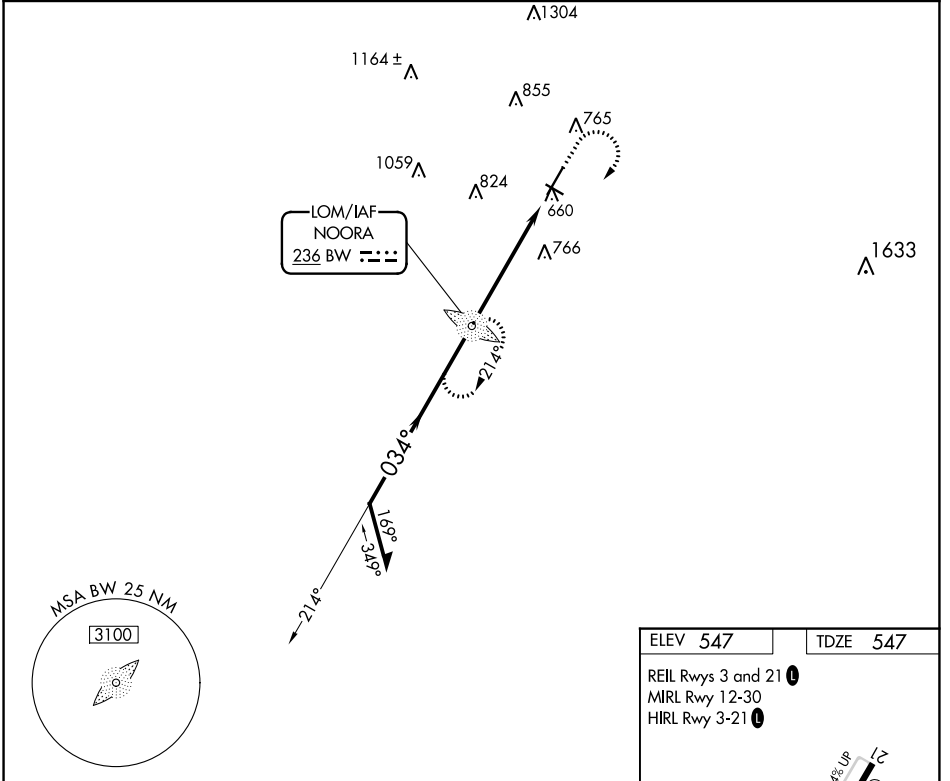 1304
1164 ±
855
765
1059
824
660
LOM/IAF
NOORA
236 BW
766
1633
214°
034°
169°
349°
214°
MSA BW 25 NM
3100
ELEV 547
TDZE 547
REIL Rwys 3 and 21 L
MIRL Rwy 12-30
HIRL Rwy 3-21 L
21
4% UP